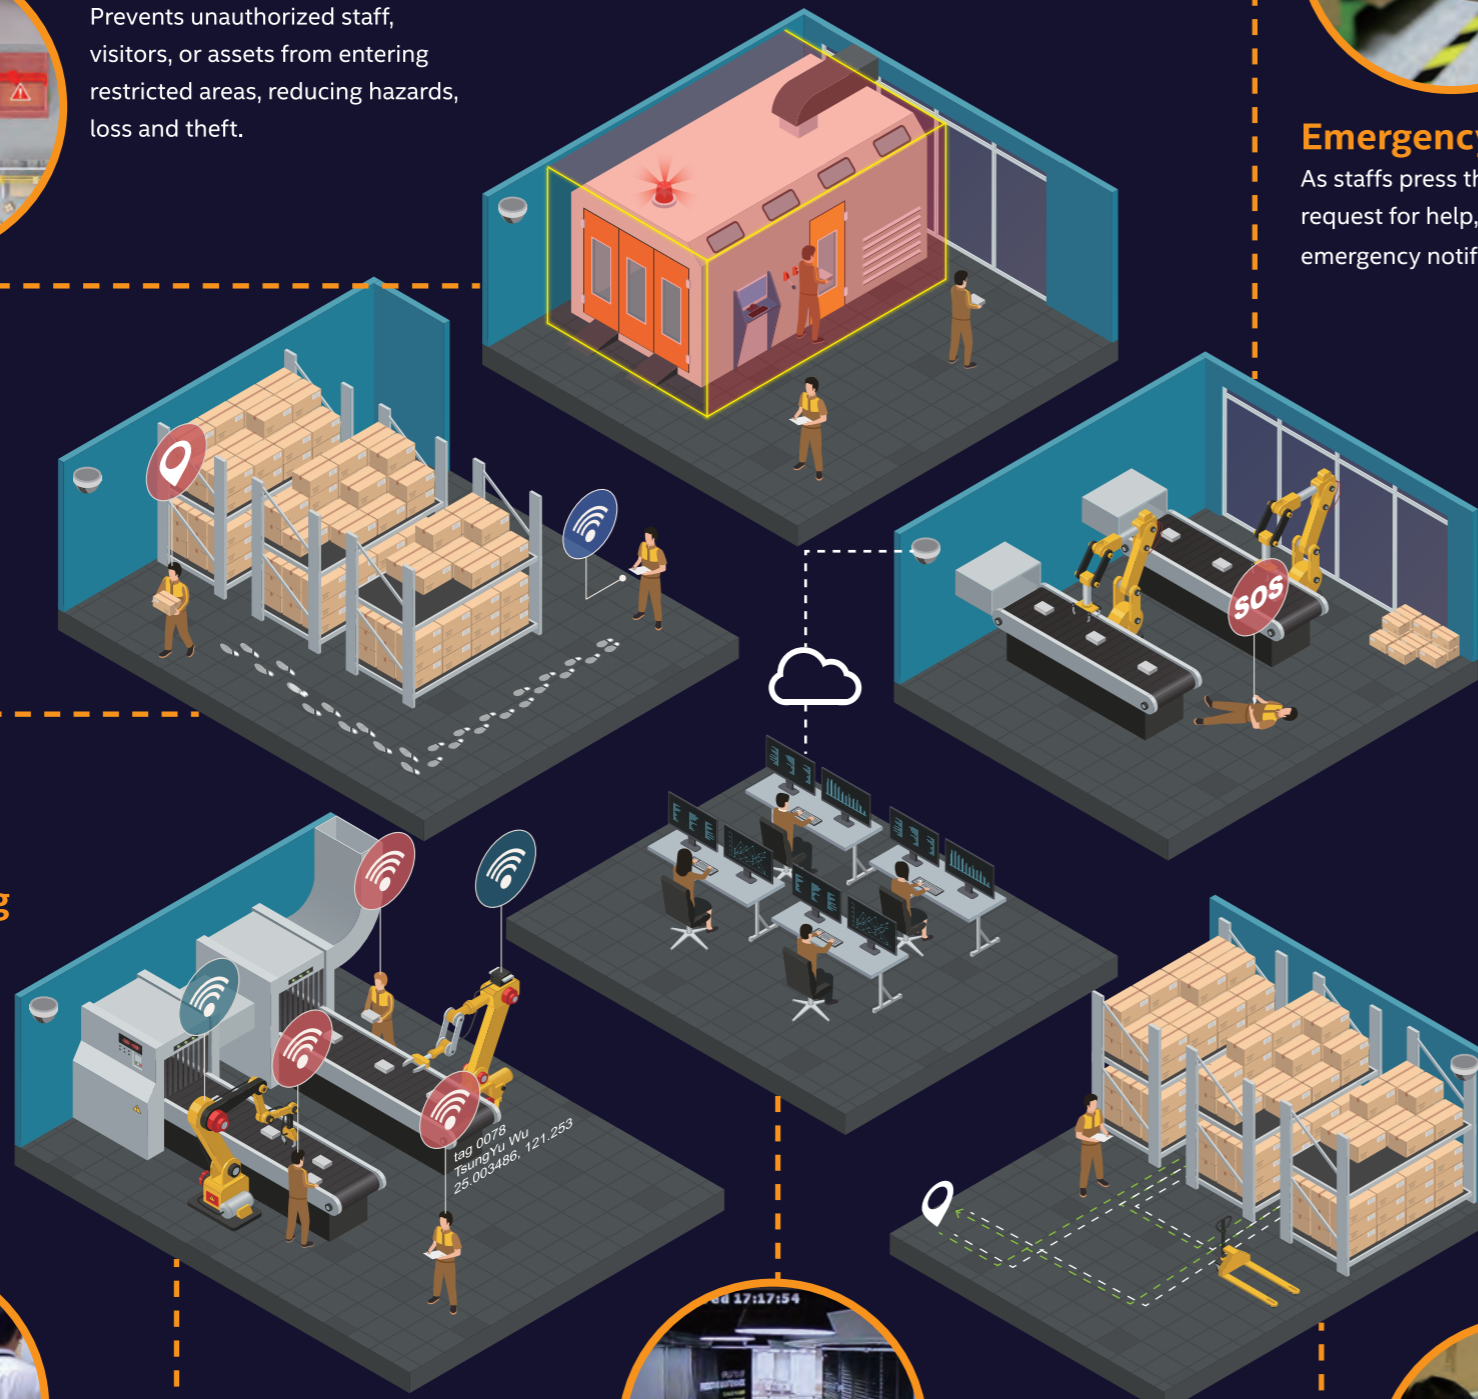 Prevents unauthorized staff,
visitors, or assets from entering
restricted areas, reducing hazards,
loss and theft.
Emergency
As staffs press th
request for help,
emergency notif
SOS
g
tag 0078
TsungYu Wu
25.003486, 121.253
ed 17:17:54